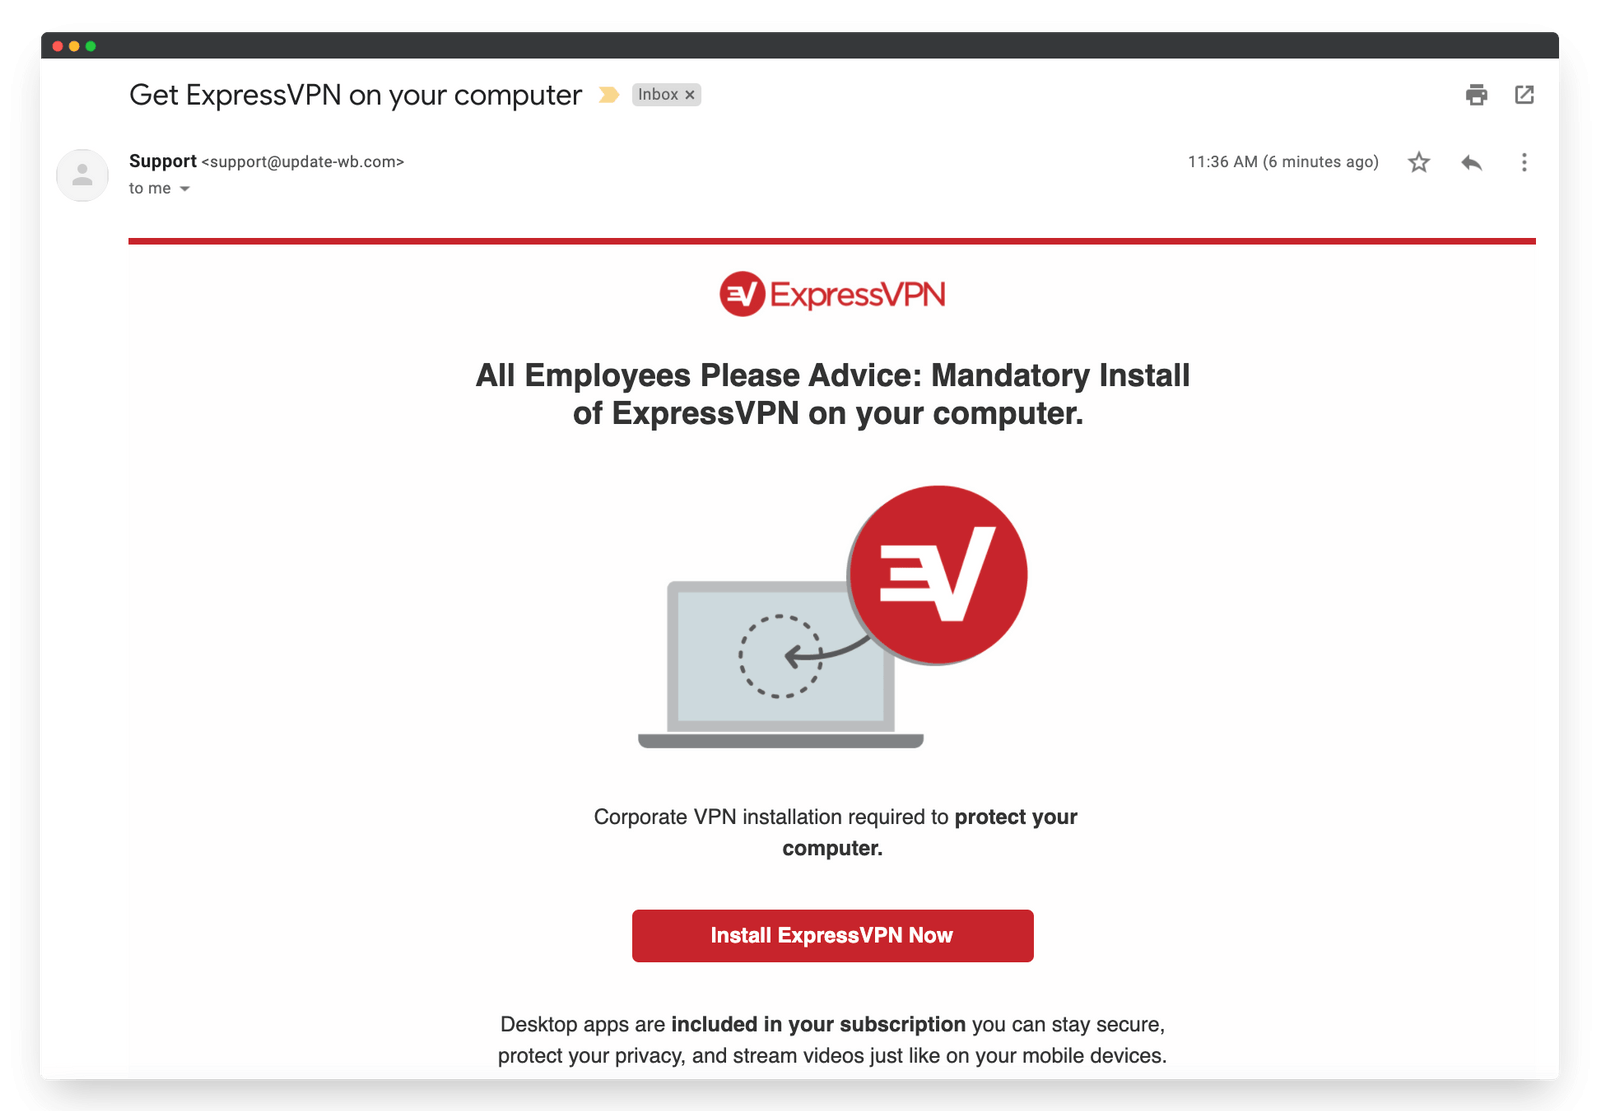 Get ExpressVPN on your computer
Inbox ×
Support <support@update-wb.com>
11:36 AM (6 minutes ago)
to me
ExpressVPN
All Employees Please Advice: Mandatory Install
of ExpressVPN on your computer.
Corporate VPN installation required to protect your
computer.
Install ExpressVPN Now
Desktop apps are included in your subscription you can stay secure,
protect your privacy, and stream videos just like on your mobile devices.